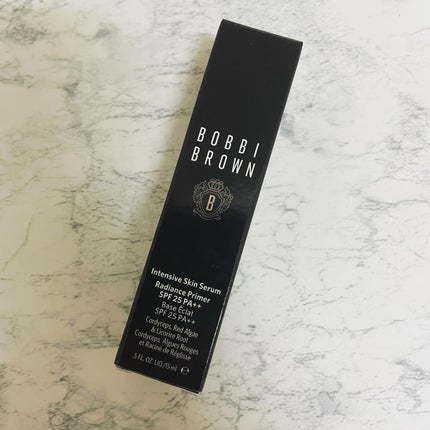 BOBBI
BROWN
B
Intensive Skin Serum
Radiance Primer
SPF 25 PA++
Base Éclat
SPF 25 PA++
Cordyceps, Red Algae
& Licorice Root
Cordyceps, Algues Rouges
et Racine de Réglisse
.5 FL. OZ. LIQ/15 ml ℮